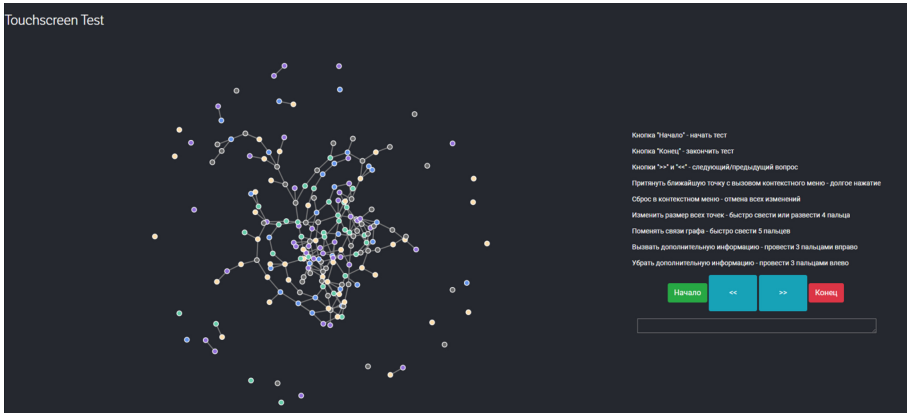 Touchscreen Test
Кнопка "Начало" - начать тест
Кнопка "Конец" - закончить тест
Кнопки ">>" и "<<" - следующий/предыдущий вопрос
Притянуть ближайшую точку с вызовом контекстного меню - долгое нажатие
Сброс в контекстном меню - отмена всех изменений
Изменить размер всех точек - быстро свести или развести 4 пальца
Поменять связи графа - быстро свести 5 пальцев
Вызвать дополнительную информацию - провести 3 пальцами вправо
Убрать дополнительную информацию - провести 3 пальцами влево
Начало << >> Конец